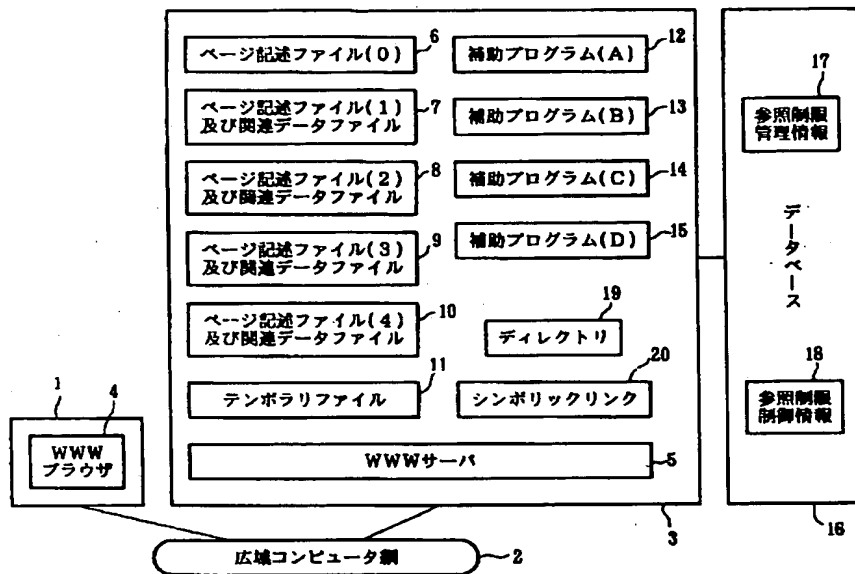 ページ記述ファイル(0)
6
補助プログラム(A)
12
ページ記述ファイル(1)
及び関連データファイル
7
補助プログラム(B)
13
17
参照制限
管理情報
ページ記述ファイル(2)
及び関連データファイル
8
補助プログラム(C)
14
ページ記述ファイル(3)
及び関連データファイル
9
補助プログラム(D)
15
データベース
ページ記述ファイル(4)
及び関連データファイル
10
ディレクトリ
19
テンポラリファイル
11
シンボリックリンク
20
18
参照制限
制御情報
1
4
WWW
ブラウザ
WWWサーバ
5
3
16
広域コンピュータ網
2